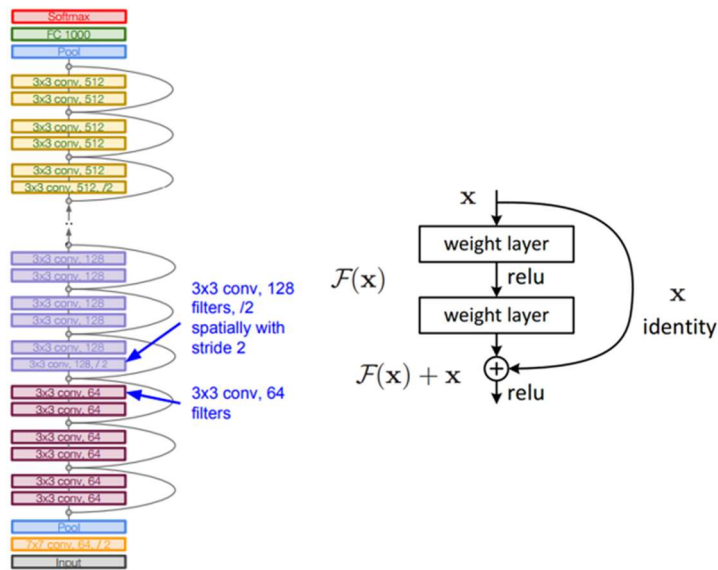 Softmax
FC 1000
Pool
3x3 conv, 512
3x3 conv, 512
3x3 conv, 512
3x3 conv, 512
3x3 conv, 512
3x3 conv, 512, /2
..
3x3 conv, 128
3x3 conv, 128
3x3 conv, 128
3x3 conv, 128
3x3 conv, 128
3x3 conv, 128, / 2
3x3 conv, 64
3x3 conv, 64
3x3 conv, 64
3x3 conv, 64
3x3 conv, 64
3x3 conv, 64
Pool
7x7 conv, 64, / 2
Input
3x3 conv, 128
filters, /2
spatially with
stride 2
3x3 conv, 64
filters
x
weight layer
F(x)
relu
weight layer
x
identity
F(x) + x
+
relu